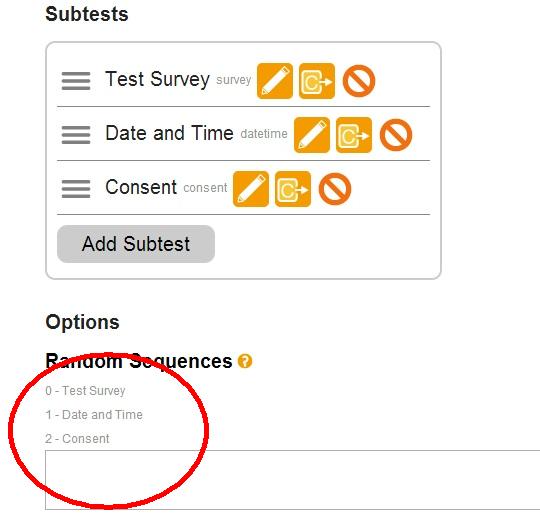 Subtests
Test Survey survey
Date and Time datetime
Consent consent
Add Subtest
Options
Random Sequences ?
0 - Test Survey
1 - Date and Time
2 - Consent